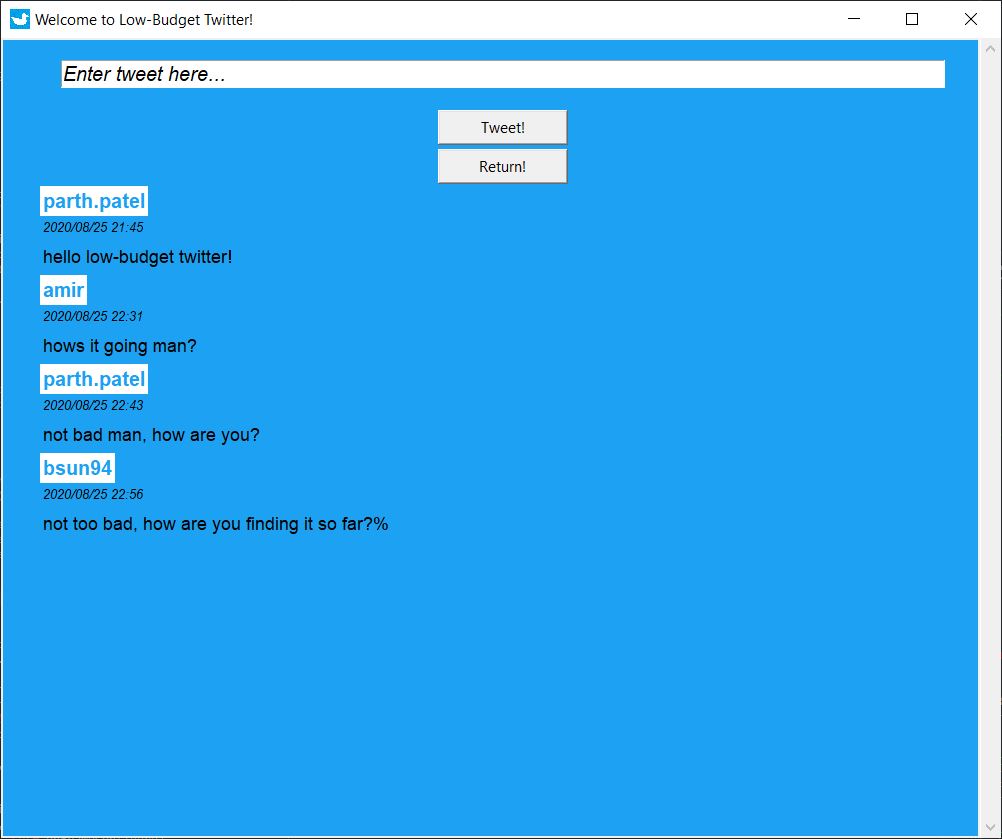 Welcome to Low-Budget Twitter!
Enter tweet here...
Tweet!
Return!
parth.patel
2020/08/25 21:45
hello low-budget twitter!
amir
2020/08/25 22:31
hows it going man?
parth.patel
2020/08/25 22:43
not bad man, how are you?
bsun94
2020/08/25 22:56
not too bad, how are you finding it so far?%